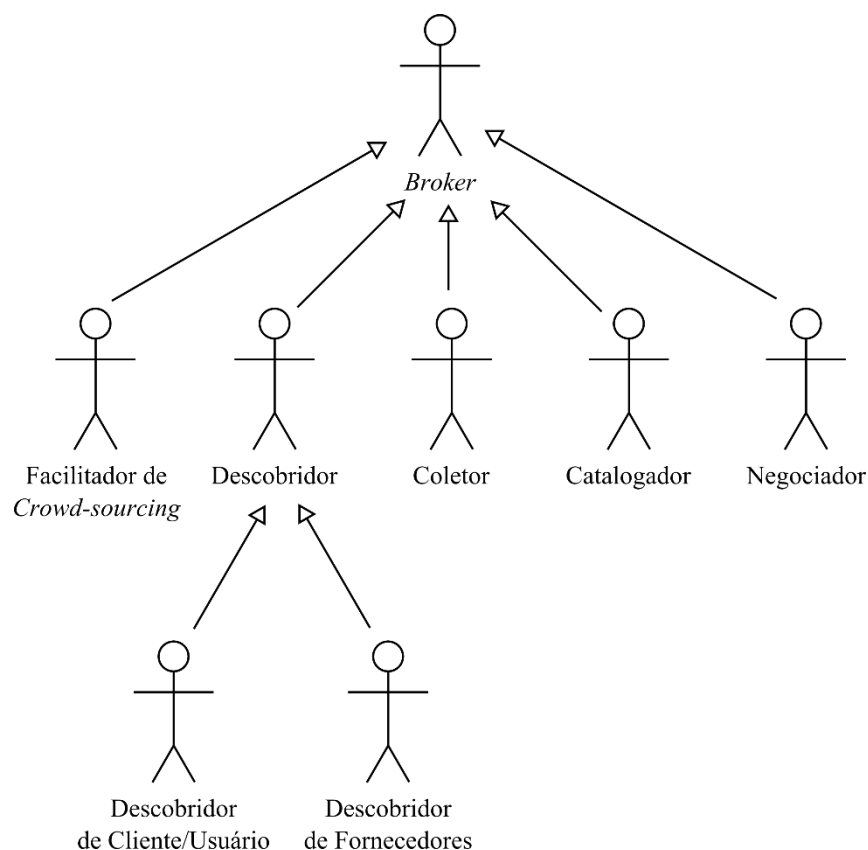 Broker
Facilitador de
Crowd-sourcing
Descobridor
Coletor
Catalogador
Negociador
Descobridor
de Cliente/Usuário
Descobridor
de Fornecedores